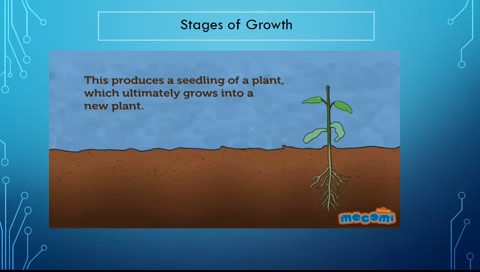 Stages of Growth
This produces a seedling of a plant,
which ultimately grows into a
new plant.
mocomi